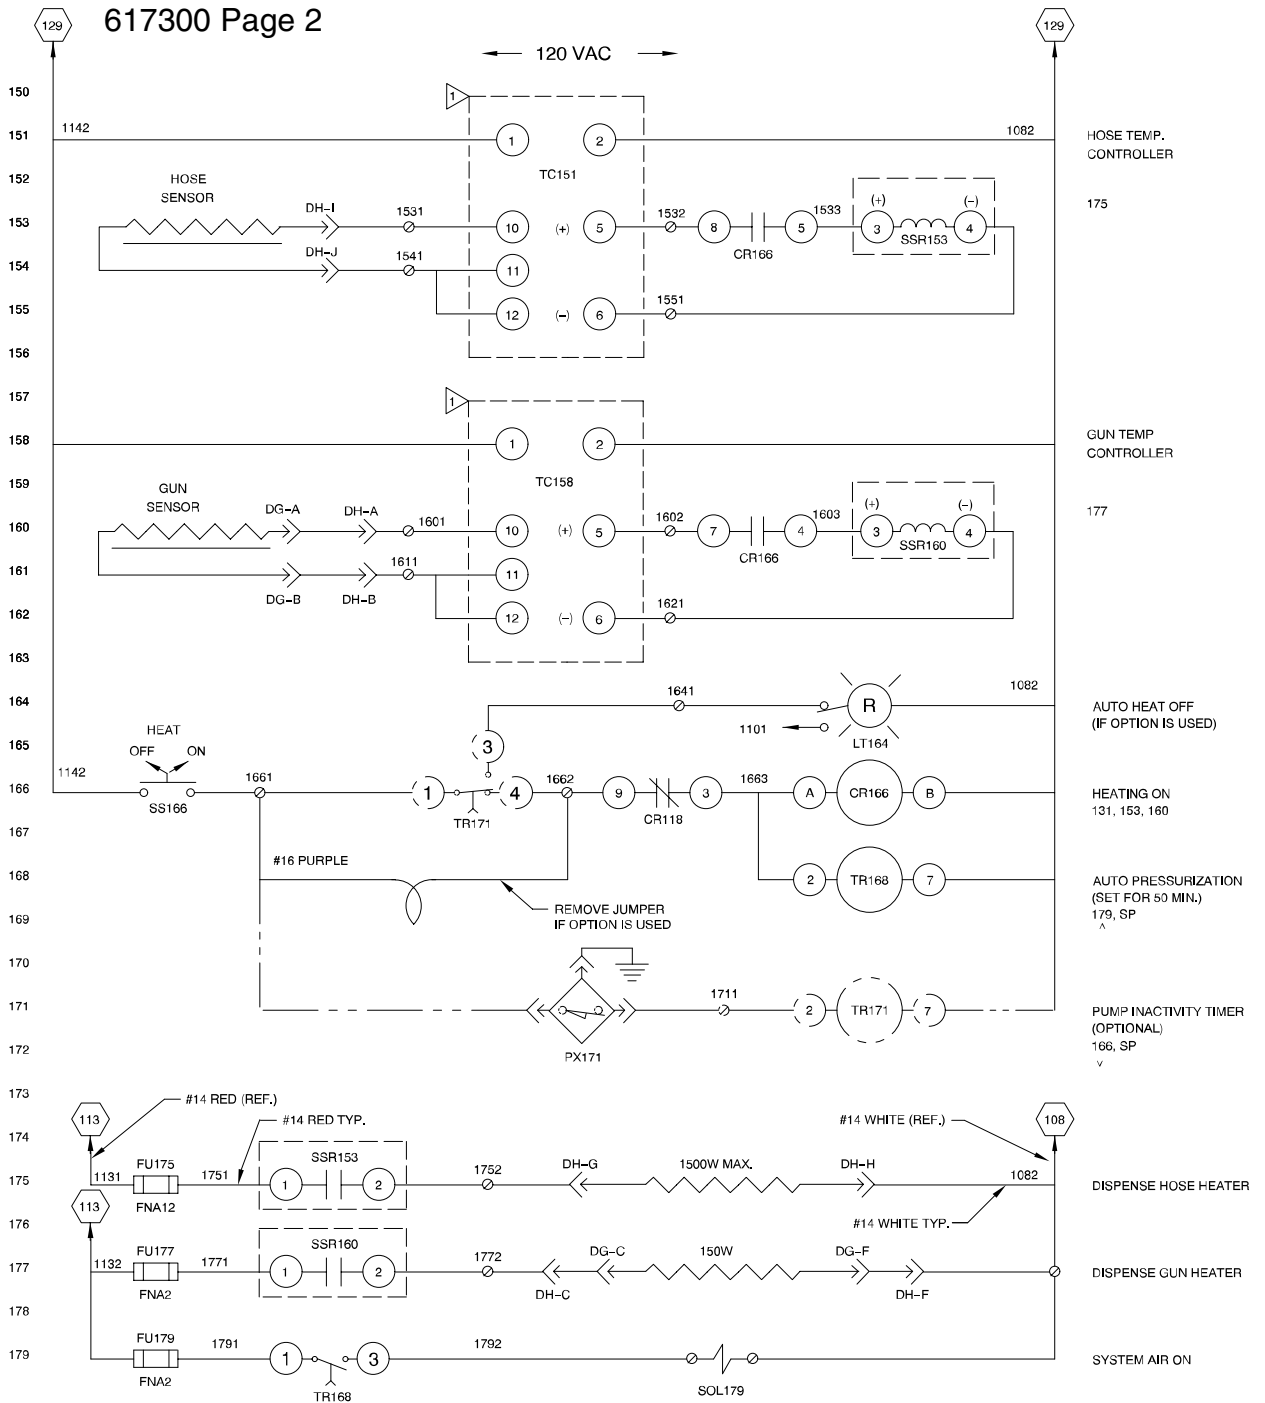 129
617300 Page 2
129
120 VAC
150
1
151
1142
1
2
1082
HOSE TEMP.
CONTROLLER
TC151
152
HOSE
SENSOR
175
153
DH-I
1531
10
(+)
5
1532
8
CR166
5
1533
(+)
3
SSR153
(-)
4
154
DH-J
1541
11
155
12
(-)
6
1551
156
157
1
158
1
2
GUN TEMP
CONTROLLER
TC158
159
GUN
SENSOR
177
160
DG-A
DH-A
1601
10
(+)
5
1602
7
CR166
4
1603
(+)
3
SSR160
(-)
4
161
1611
11
DG-B
DH-B
162
12
(-)
6
1621
163
164
1641
R
1082
AUTO HEAT OFF
(IF OPTION IS USED)
1101
LT164
165
HEAT
OFF
ON
3
166
1142
SS166
1661
1
TR171
4
1662
9
CR118
3
1663
A
CR166
B
HEATING ON
131, 153, 160
167
#16 PURPLE
168
2
TR168
7
AUTO PRESSURIZATION
(SET FOR 50 MIN.)
179, SP
^
REMOVE JUMPER
IF OPTION IS USED
169
170
171
PX171
1711
2
TR171
7
PUMP INACTIVITY TIMER
(OPTIONAL)
166, SP
v
172
173
#14 RED (REF.)
113
#14 RED TYP.
#14 WHITE (REF.)
108
174
175
1131
FU175
FNA12
1751
SSR153
1
2
1752
DH-G
1500W MAX.
DH-H
1082
DISPENSE HOSE HEATER
113
#14 WHITE TYP.
176
177
1132
FU177
FNA2
1771
SSR160
1
2
1772
DH-C
DG-C
150W
DG-F
DH-F
DISPENSE GUN HEATER
178
179
FU179
FNA2
1791
1
TR168
3
1792
SOL179
SYSTEM AIR ON